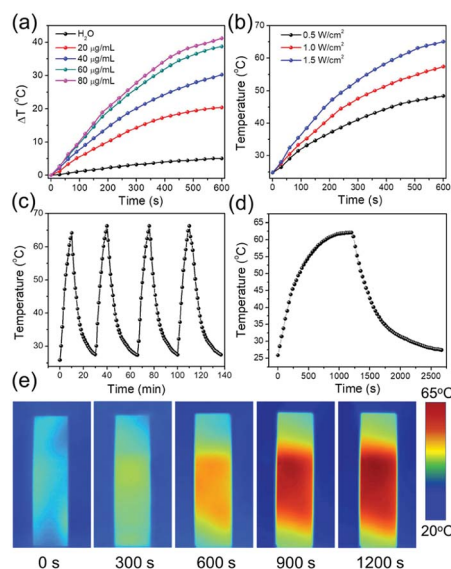 (a)
H₂O
20 μg/mL
40 μg/mL
60 μg/mL
80 μg/mL
40
30
20
10
0
ΔT (°C)
0 100 200 300 400 500 600
Time (s)
(b)
0.5 W/cm²
1.0 W/cm²
1.5 W/cm²
70
60
50
40
30
Temperature (°C)
0 100 200 300 400 500 600
Time (s)
(c)
70
60
50
40
30
Temperature (°C)
0 20 40 60 80 100 120 140
Time (min)
(d)
65
60
55
50
45
40
35
30
25
Temperature (°C)
0 500 1000 1500 2000 2500
Time (s)
(e)
65°C
20°C
0 s 300 s 600 s 900 s 1200 s